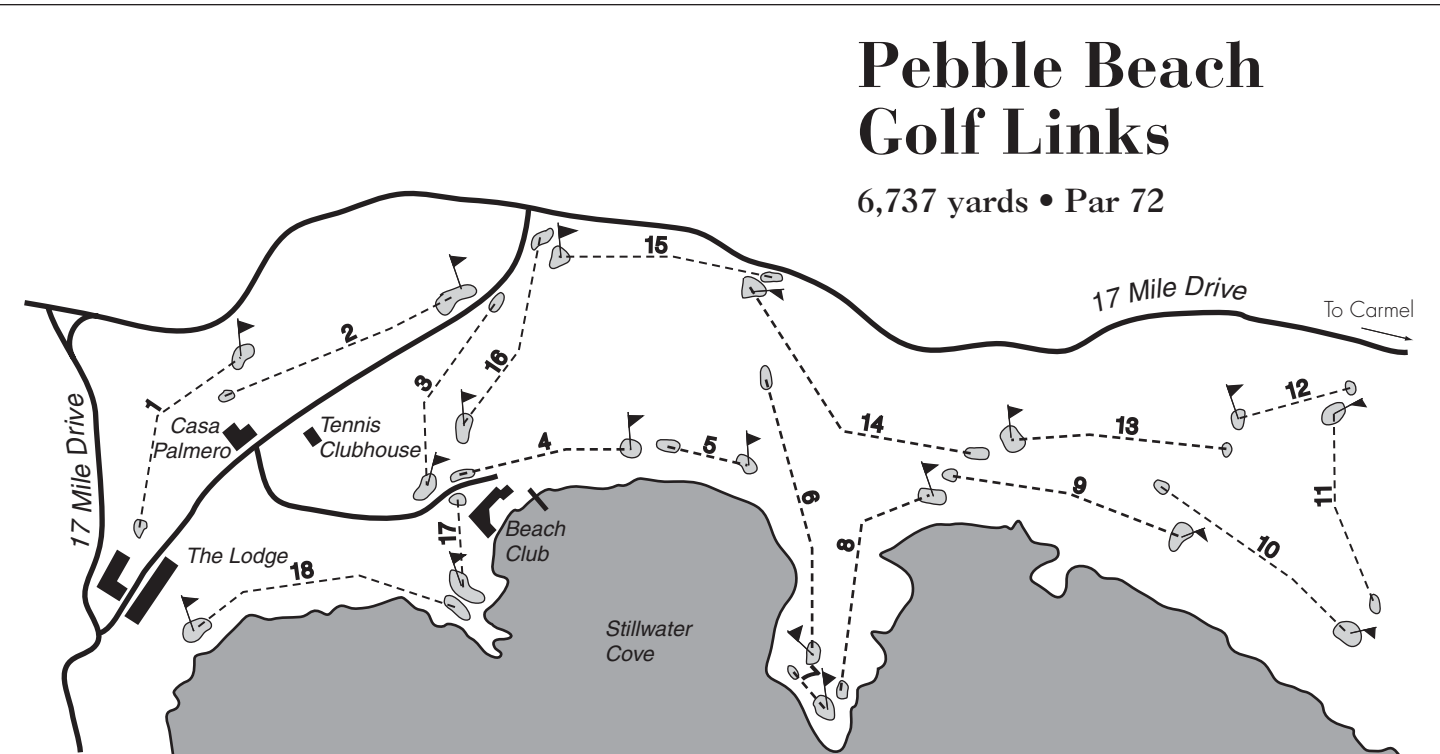 Pebble Beach
Golf Links
6,737 yards • Par 72
15
17 Mile Drive
To Carmel
2
1
3
16
12
17 Mile Drive
Casa
Palmero
Tennis
Clubhouse
4
5
14
13
6
9
11
17
Beach
Club
8
10
The Lodge
18
Stillwater
Cove
7